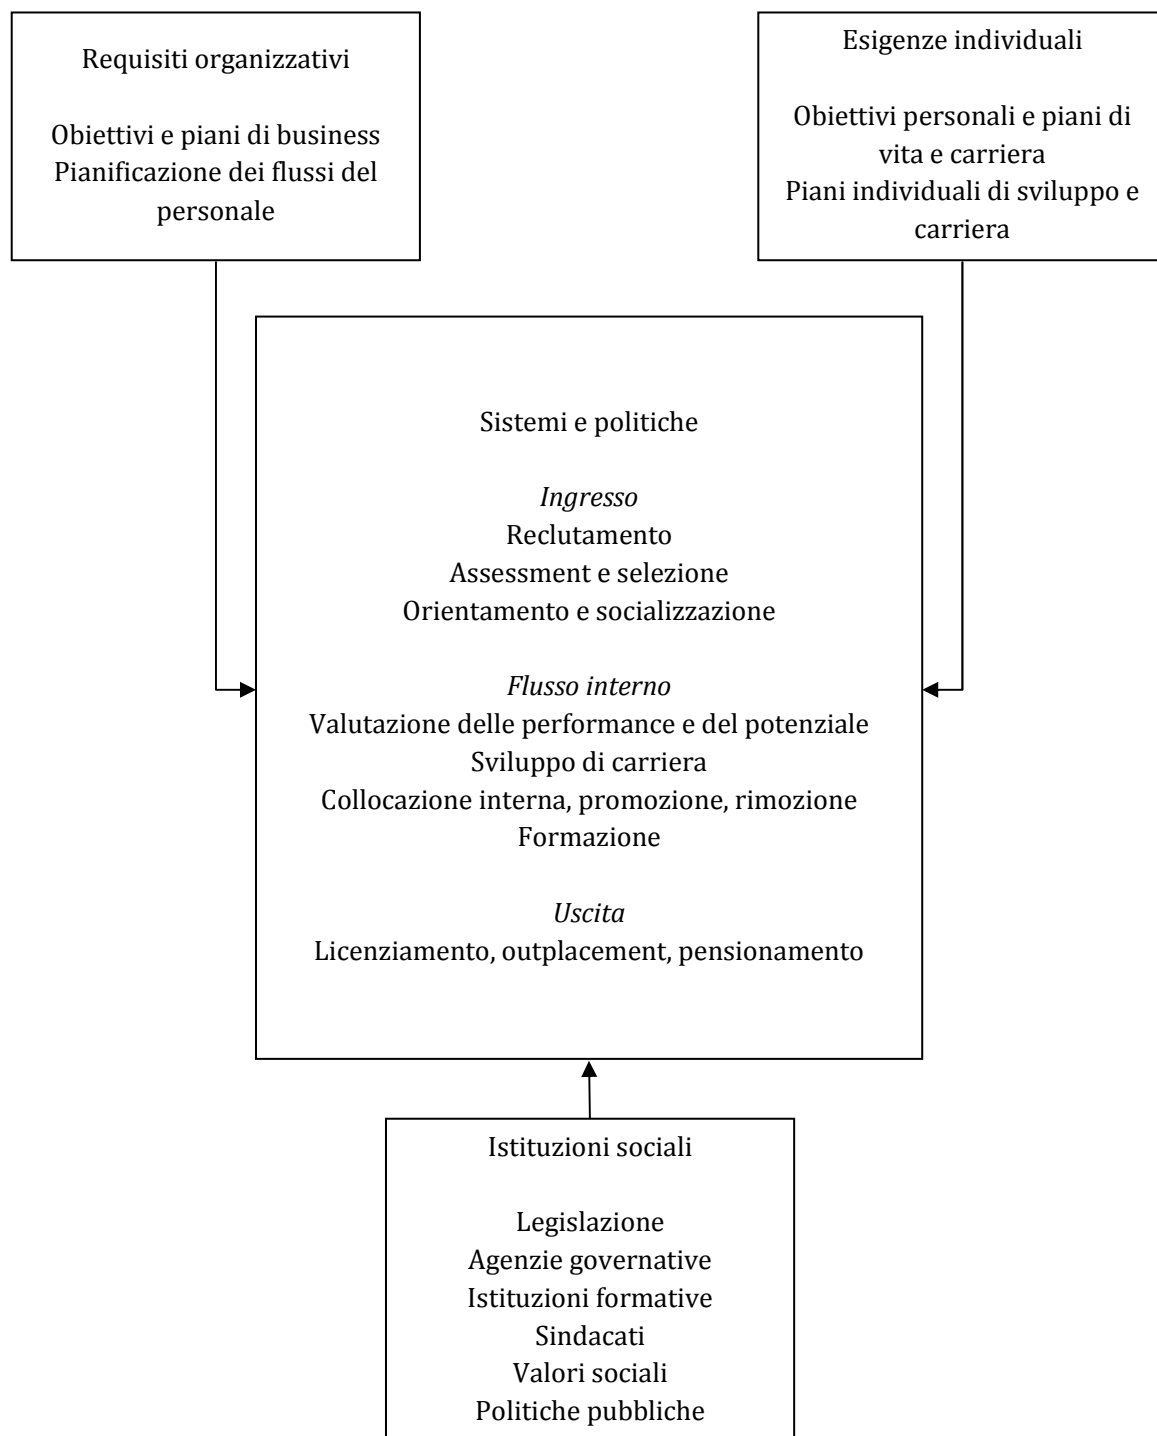 Requisiti organizzativi
Obiettivi e piani di business
Pianificazione dei flussi del
personale
Esigenze individuali
Obiettivi personali e piani di
vita e carriera
Piani individuali di sviluppo e
carriera
Sistemi e politiche
Ingresso
Reclutamento
Assessment e selezione
Orientamento e socializzazione
Flusso interno
Valutazione delle performance e del potenziale
Sviluppo di carriera
Collocazione interna, promozione, rimozione
Formazione
Uscita
Licenziamento, outplacement, pensionamento
Istituzioni sociali
Legislazione
Agenzie governative
Istituzioni formative
Sindacati
Valori sociali
Politiche pubbliche